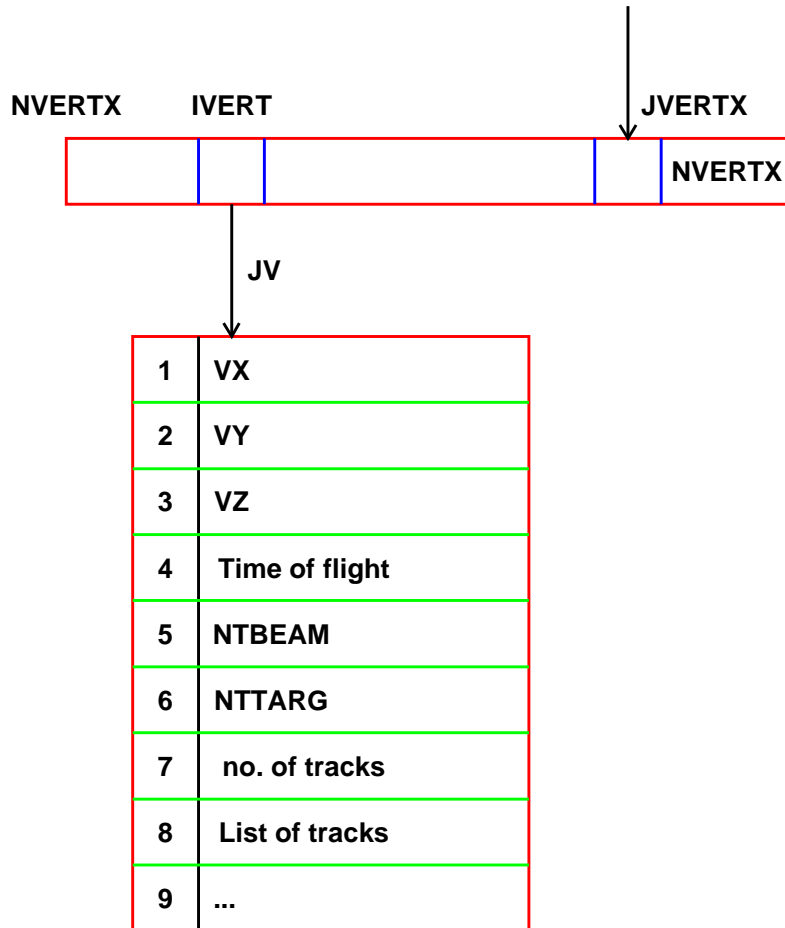 NVERTX IVERT JVERTX
NVERTX
JV
1 VX
2 VY
3 VZ
4 Time of flight
5 NTBEAM
6 NTTARG
7 no. of tracks
8 List of tracks
9 ...